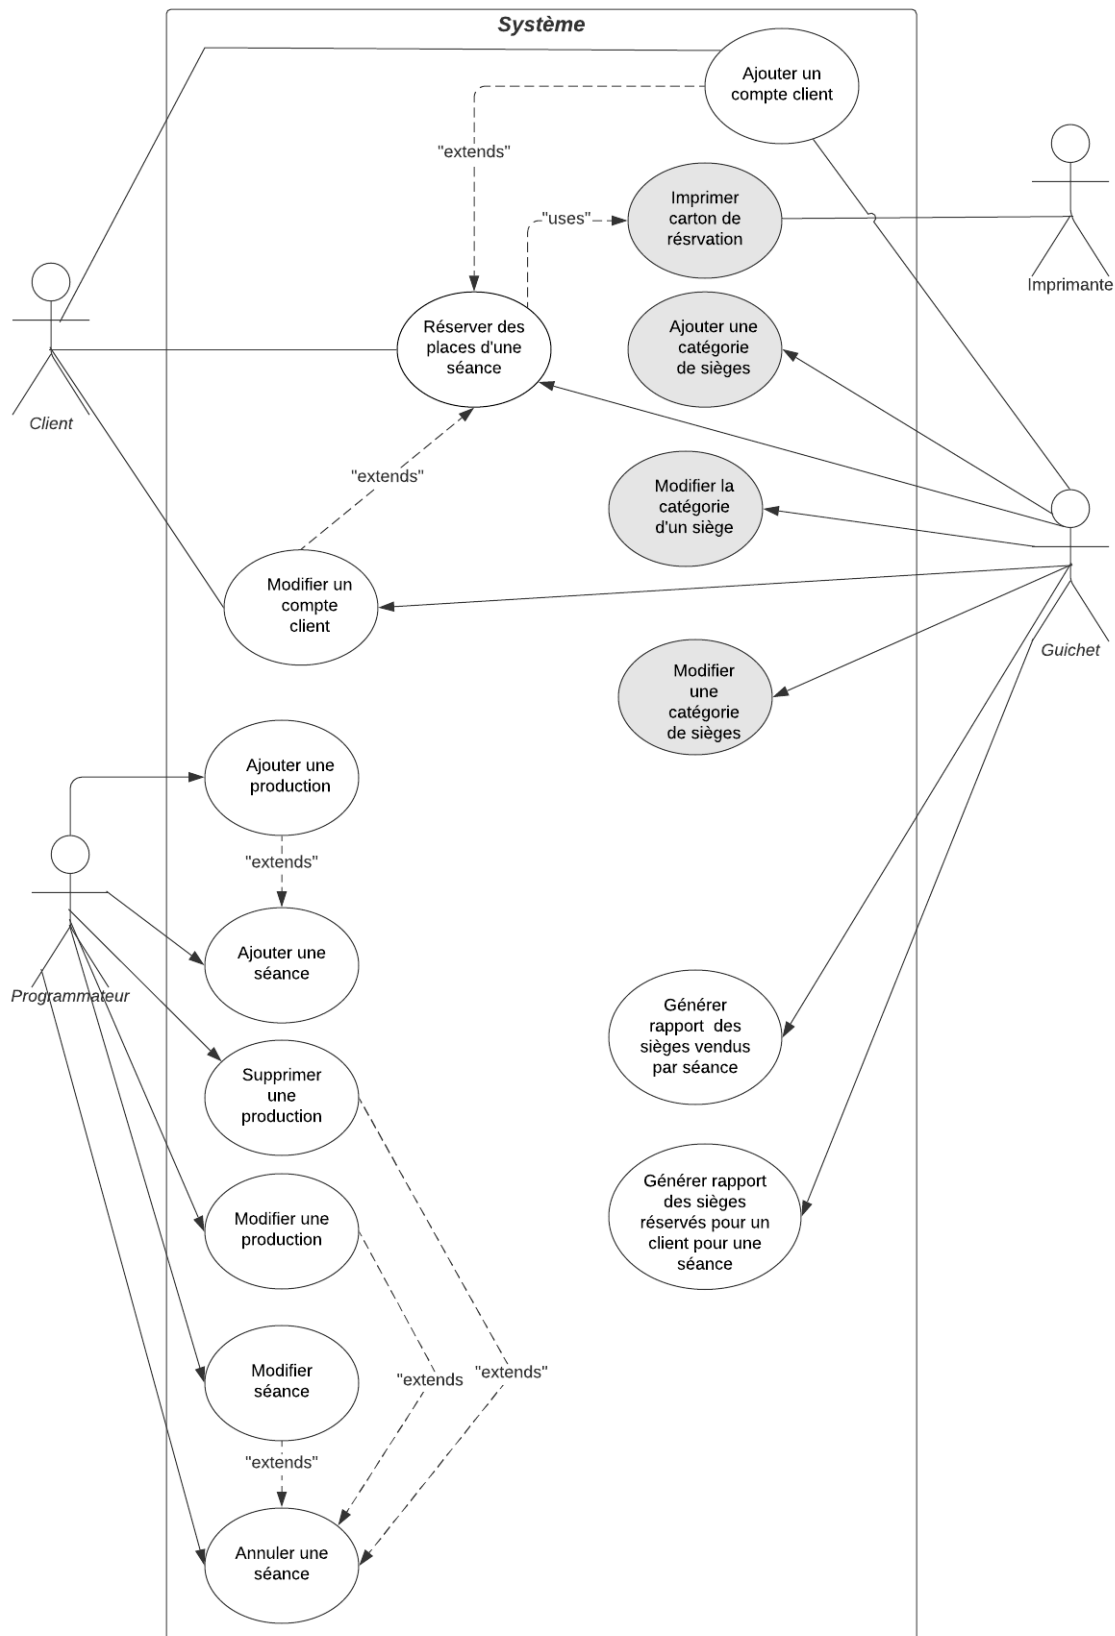 Système
Ajouter un
compte client
"extends"
Imprimer
carton de
résrvation
"uses"
Imprimante
Réserver des
places d'une
séance
Ajouter une
catégorie
de sièges
Client
"extends"
Modifier la
catégorie
d'un siège
Modifier un
compte
client
Guichet
Modifier
une
catégorie
de sièges
Ajouter une
production
"extends"
Ajouter une
séance
Programmateur
Générer
rapport des
sièges vendus
par séance
Supprimer
une
production
Générer rapport
des sièges
réservés pour un
client pour une
séance
Modifier une
production
Modifier
séance
"extends
"extends"
"extends"
Annuler une
séance